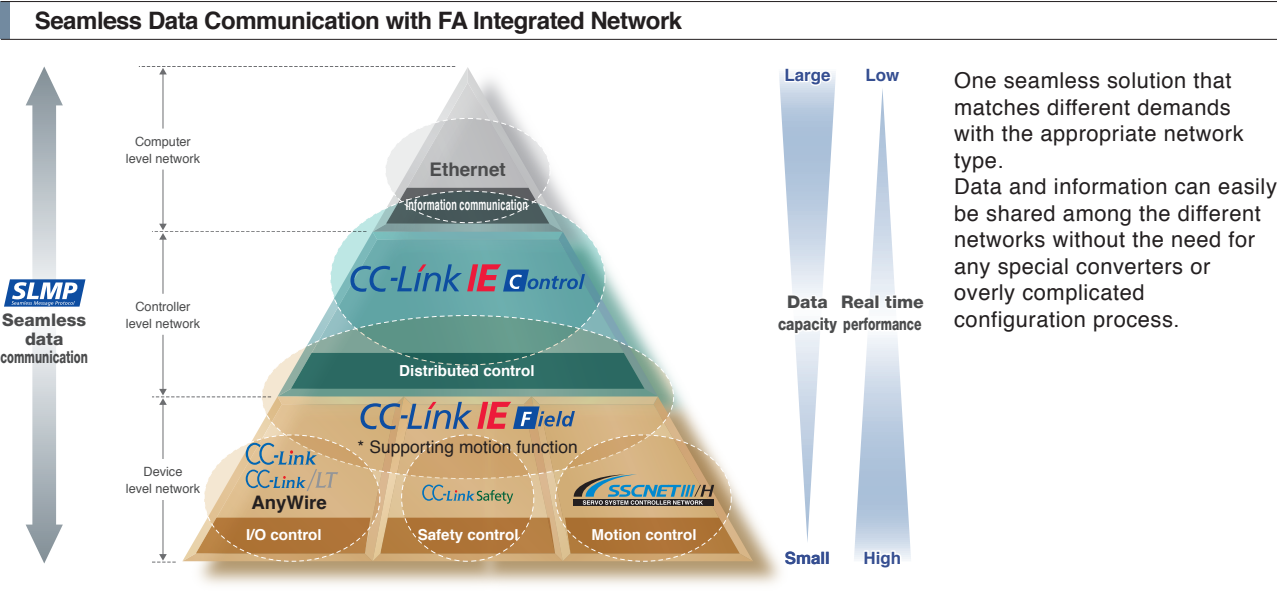 Seamless Data Communication with FA Integrated Network
SLMP
Seamless Message Protocol
Seamless
data
communication
Computer
level network
Controller
level network
Device
level network
Ethernet
Information communication
CC-Link IE Control
Distributed control
CC-Link IE Field
* Supporting motion function
CC-Link
CC-Link/LT
AnyWire
I/O control
CC-Link Safety
Safety control
SSCNETIII/H
SERVO SYSTEM CONTROLLER NETWORK
Motion control
Large
Data
capacity
Small
Low
Real time
performance
High
One seamless solution that
matches different demands
with the appropriate network
type.
Data and information can easily
be shared among the different
networks without the need for
any special converters or
overly complicated
configuration process.